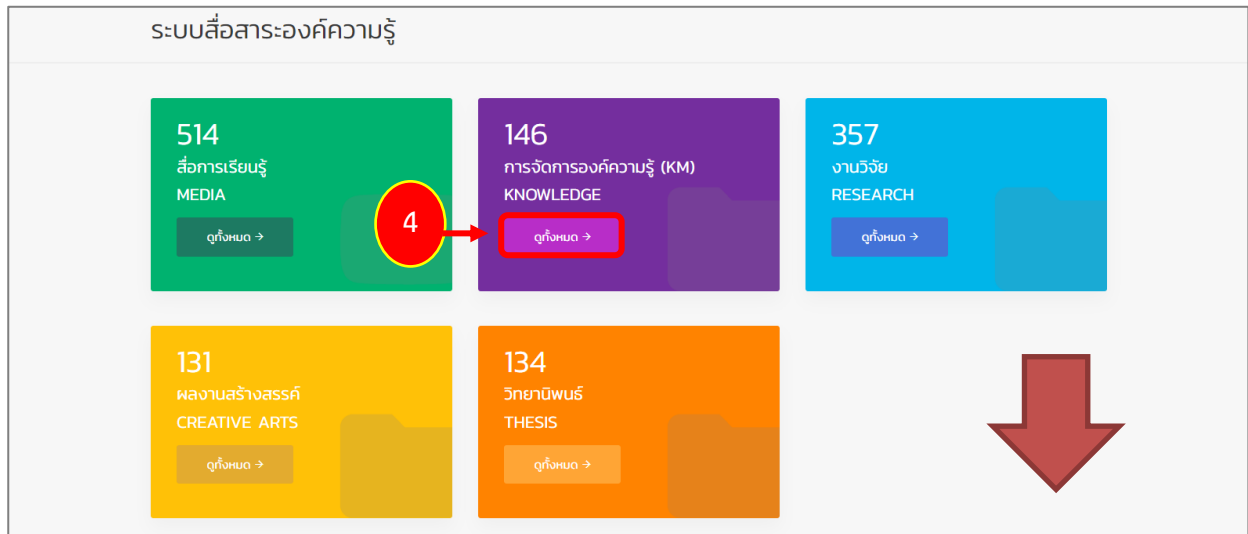 ระบบสื่อสาระองค์ความรู้
514
สื่อการเรียนรู้
MEDIA
ดูทั้งหมด →
4
146
การจัดการองค์ความรู้ (KM)
KNOWLEDGE
ดูทั้งหมด →
357
งานวิจัย
RESEARCH
ดูทั้งหมด →
131
ผลงานสร้างสรรค์
CREATIVE ARTS
ดูทั้งหมด →
134
วิทยานิพนธ์
THESIS
ดูทั้งหมด →